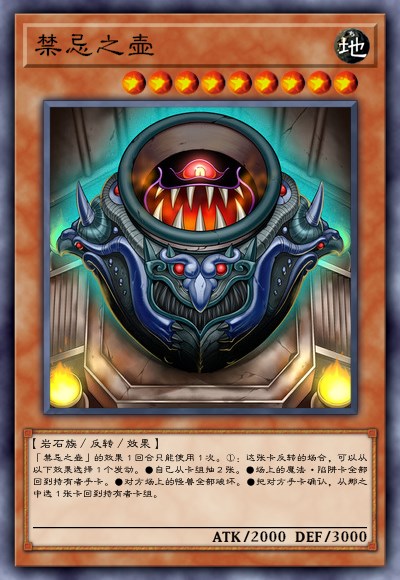 禁忌之壶
地
【岩石族／反转／效果】
「禁忌之壶」的效果１回合只能使用１次。①：这张卡反转的场合，可以从
以下效果选择１个发动。●自己从卡组抽２张。●场上的魔法·陷阱卡全部
回到持有者手卡。●对方场上的怪兽全部破坏。●把对方手卡确认，从那之
中选１张卡回到持有者卡组。
ATK/2000 DEF/3000